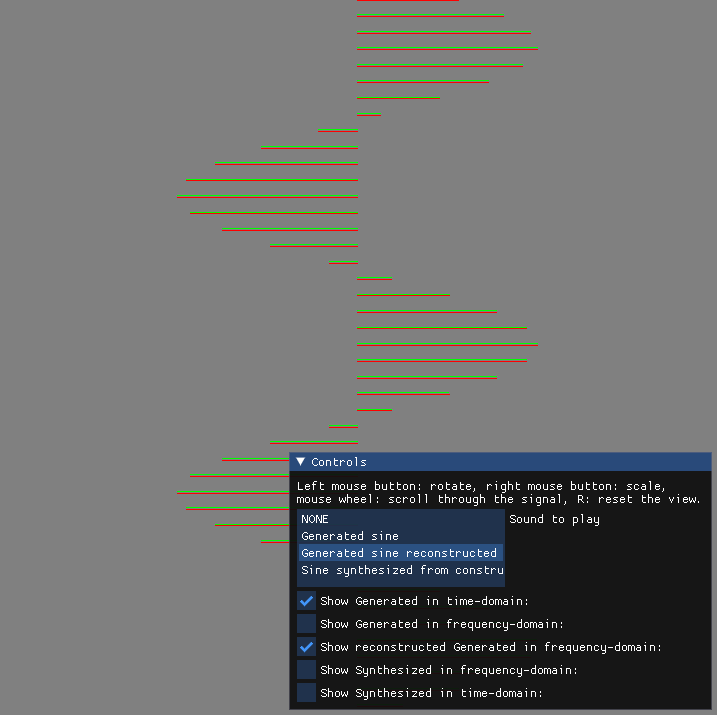 Controls
Left mouse button: rotate, right mouse button: scale,
mouse wheel: scroll through the signal, R: reset the view.
NONE
Sound to play
Generated sine
Generated sine reconstructed
Sine synthesized from constru
Show Generated in time-domain:
Show Generated in frequency-domain:
Show reconstructed Generated in frequency-domain:
Show Synthesized in frequency-domain:
Show Synthesized in time-domain: